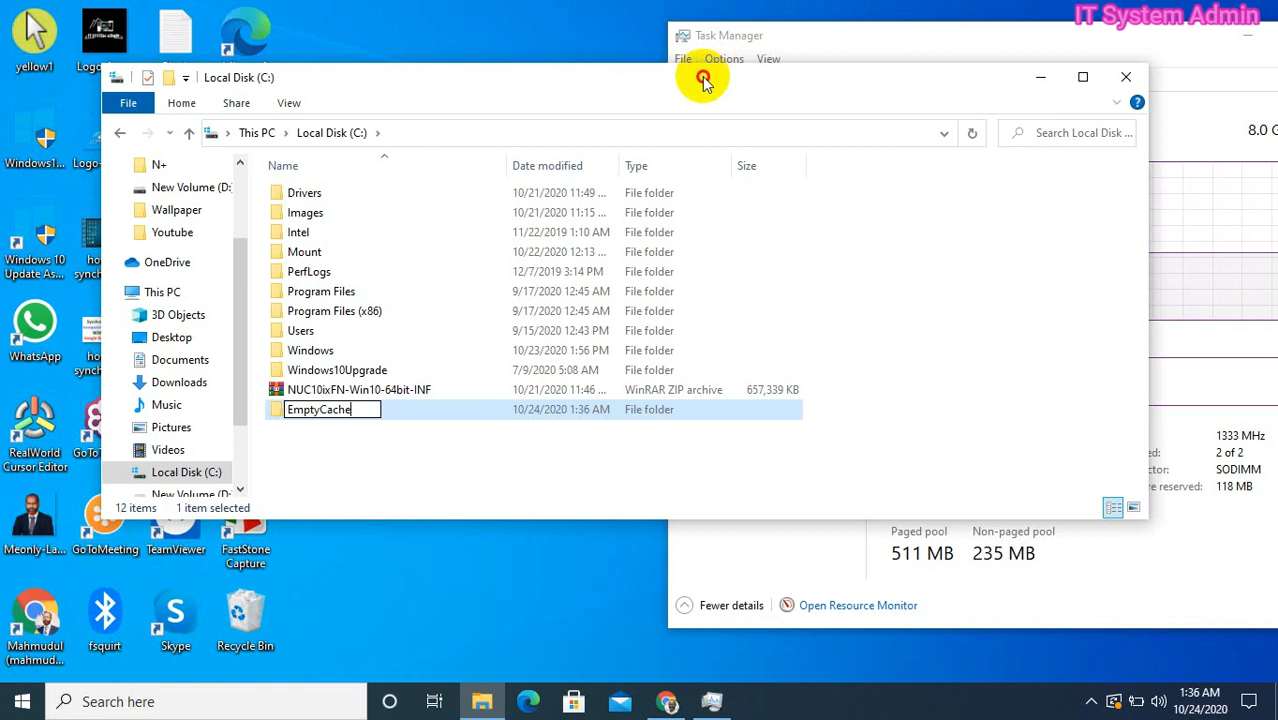 IT System Admin
yellow1
Task Manager
File Options View
Local Disk (C:)
File Home Share View
This PC Local Disk (C:)
Search Local Disk ...
8.0
Windows1...
Logo-
Name Date modified Type Size
N+
New Volume (D:
Wallpaper
Youtube
OneDrive
This PC
3D Objects
Desktop
Documents
Downloads
Music
Pictures
Videos
Local Disk (C:)
New Volume (D:
Drivers 10/21/2020 11:49 ... File folder
Images 10/21/2020 11:15 ... File folder
Intel 11/22/2019 1:10 AM File folder
Mount 10/22/2020 12:13 ... File folder
PerfLogs 12/7/2019 3:14 PM File folder
Program Files 9/17/2020 12:45 AM File folder
Program Files (x86) 9/17/2020 12:45 AM File folder
Users 9/15/2020 12:43 PM File folder
Windows 10/23/2020 1:56 PM File folder
Windows10Upgrade 7/9/2020 5:08 AM File folder
NUC10ixFN-Win10-64bit-INF 10/21/2020 11:46 ... WinRAR ZIP archive 657,339 KB
EmptyCache 10/24/2020 1:36 AM File folder
12 items 1 item selected
Windows 10
Update As...
WhatsApp
RealWorld
Cursor Editor
GoTo
Meonly-La...
GoToMeeting
TeamViewer
FastStone
Capture
Mahmudul
(mahmud...
fsquirt
Skype
Recycle Bin
1333 MHz
2 of 2
SODIMM
re reserved: 118 MB
Paged pool Non-paged pool
511 MB 235 MB
Fewer details Open Resource Monitor
Search here
1:36 AM
10/24/2020